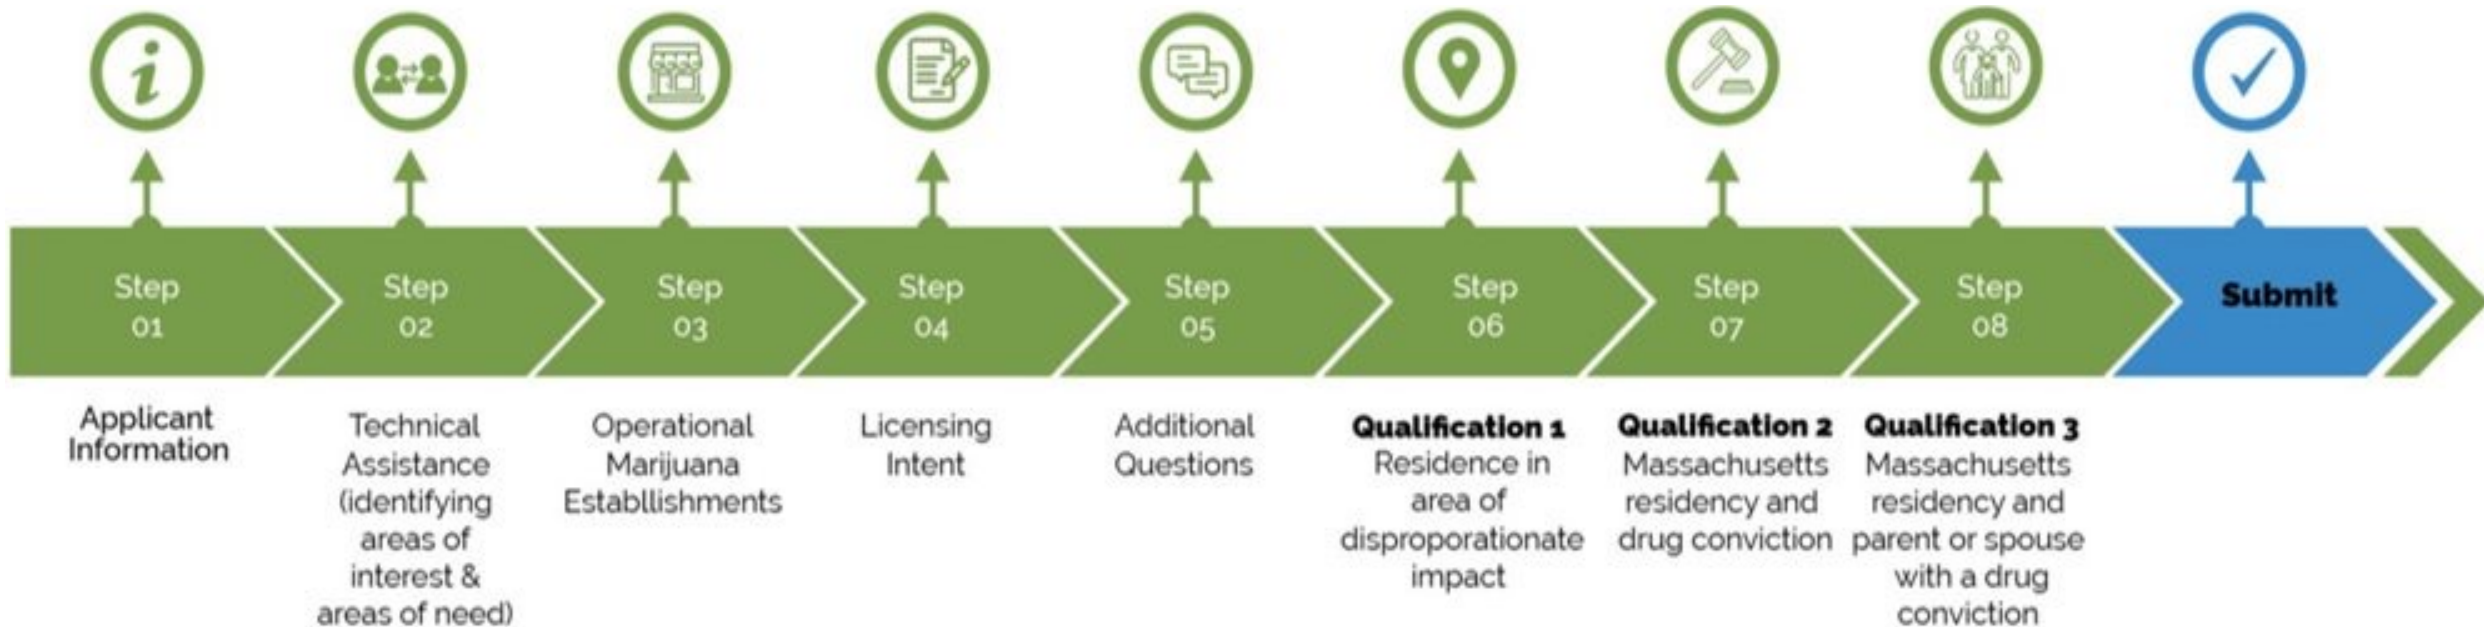 Step
01
Step
02
Step
03
Step
04
Step
05
Step
06
Step
07
Step
08
Submit
Applicant
Information
Technical
Assistance
(identifying
areas of
interest &
areas of need)
Operational
Marijuana
Establlishments
Licensing
Intent
Additional
Questions
Qualification 1
Residence in
area of
disproporationate
impact
Qualification 2
Massachusetts
residency and
drug conviction
Qualification 3
Massachusetts
residency and
parent or spouse
with a drug
conviction